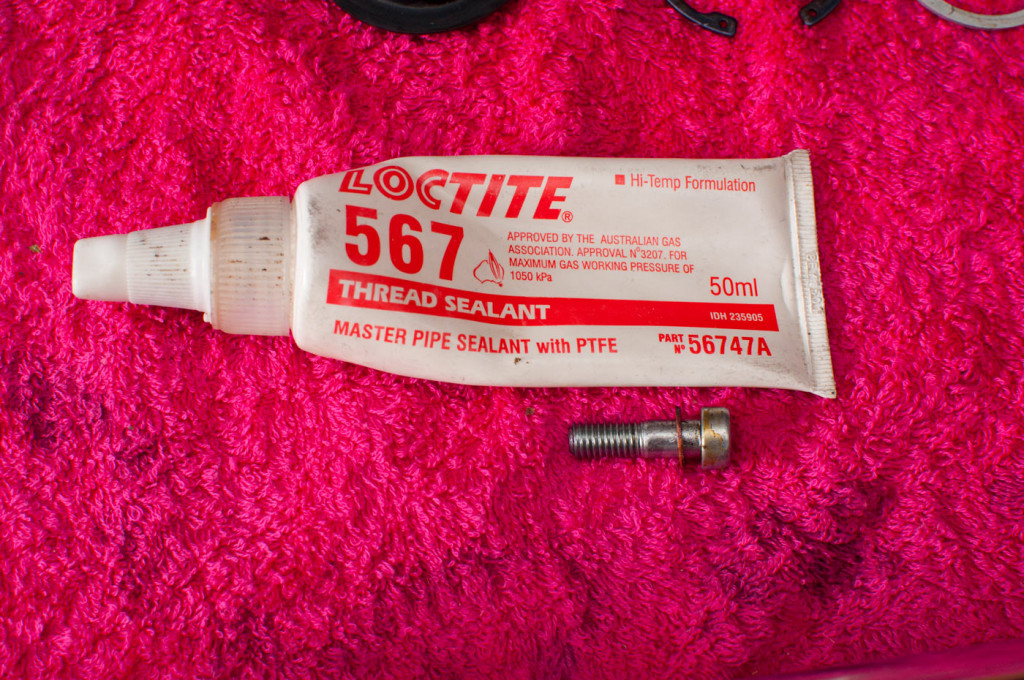 LOCTITE®
Hi-Temp Formulation
567
APPROVED BY THE AUSTRALIAN GAS
ASSOCIATION. APPROVAL Nº3207. FOR
MAXIMUM GAS WORKING PRESSURE OF
1050 kPa
50ml
THREAD SEALANT
IDH 235905
MASTER PIPE SEALANT with PTFE
PART Nº 56747A